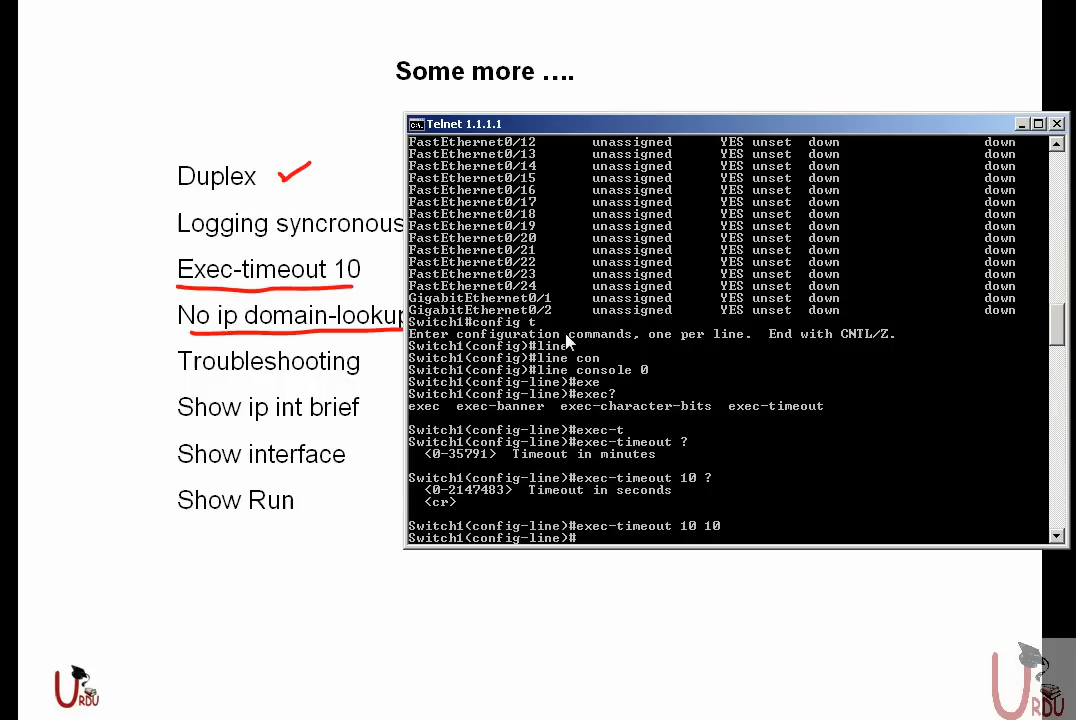 Some more ....
Duplex
Logging syncronous
Exec-timeout 10
No ip domain-lookup
Troubleshooting
Show ip int brief
Show interface
Show Run
Telnet 1.1.1.1
FastEthernet0/12 unassigned YES unset down down
FastEthernet0/13 unassigned YES unset down down
FastEthernet0/14 unassigned YES unset down down
FastEthernet0/15 unassigned YES unset down down
FastEthernet0/16 unassigned YES unset down down
FastEthernet0/17 unassigned YES unset down down
FastEthernet0/18 unassigned YES unset down down
FastEthernet0/19 unassigned YES unset down down
FastEthernet0/20 unassigned YES unset down down
FastEthernet0/21 unassigned YES unset down down
FastEthernet0/22 unassigned YES unset down down
FastEthernet0/23 unassigned YES unset down down
FastEthernet0/24 unassigned YES unset down down
GigabitEthernet0/1 unassigned YES unset down down
GigabitEthernet0/2 unassigned YES unset down down
Switch1#config t
Enter configuration commands, one per line. End with CNTL/Z.
Switch1(config)#line
Switch1(config)#line con
Switch1(config)#line console 0
Switch1(config-line)#exe
Switch1(config-line)#exec?
exec exec-banner exec-character-bits exec-timeout
Switch1(config-line)#exec-t
Switch1(config-line)#exec-timeout ?
<0-35791> Timeout in minutes
Switch1(config-line)#exec-timeout 10 ?
<0-2147483> Timeout in seconds
<cr>
Switch1(config-line)#exec-timeout 10 10
Switch1(config-line)#
URDU
URDU